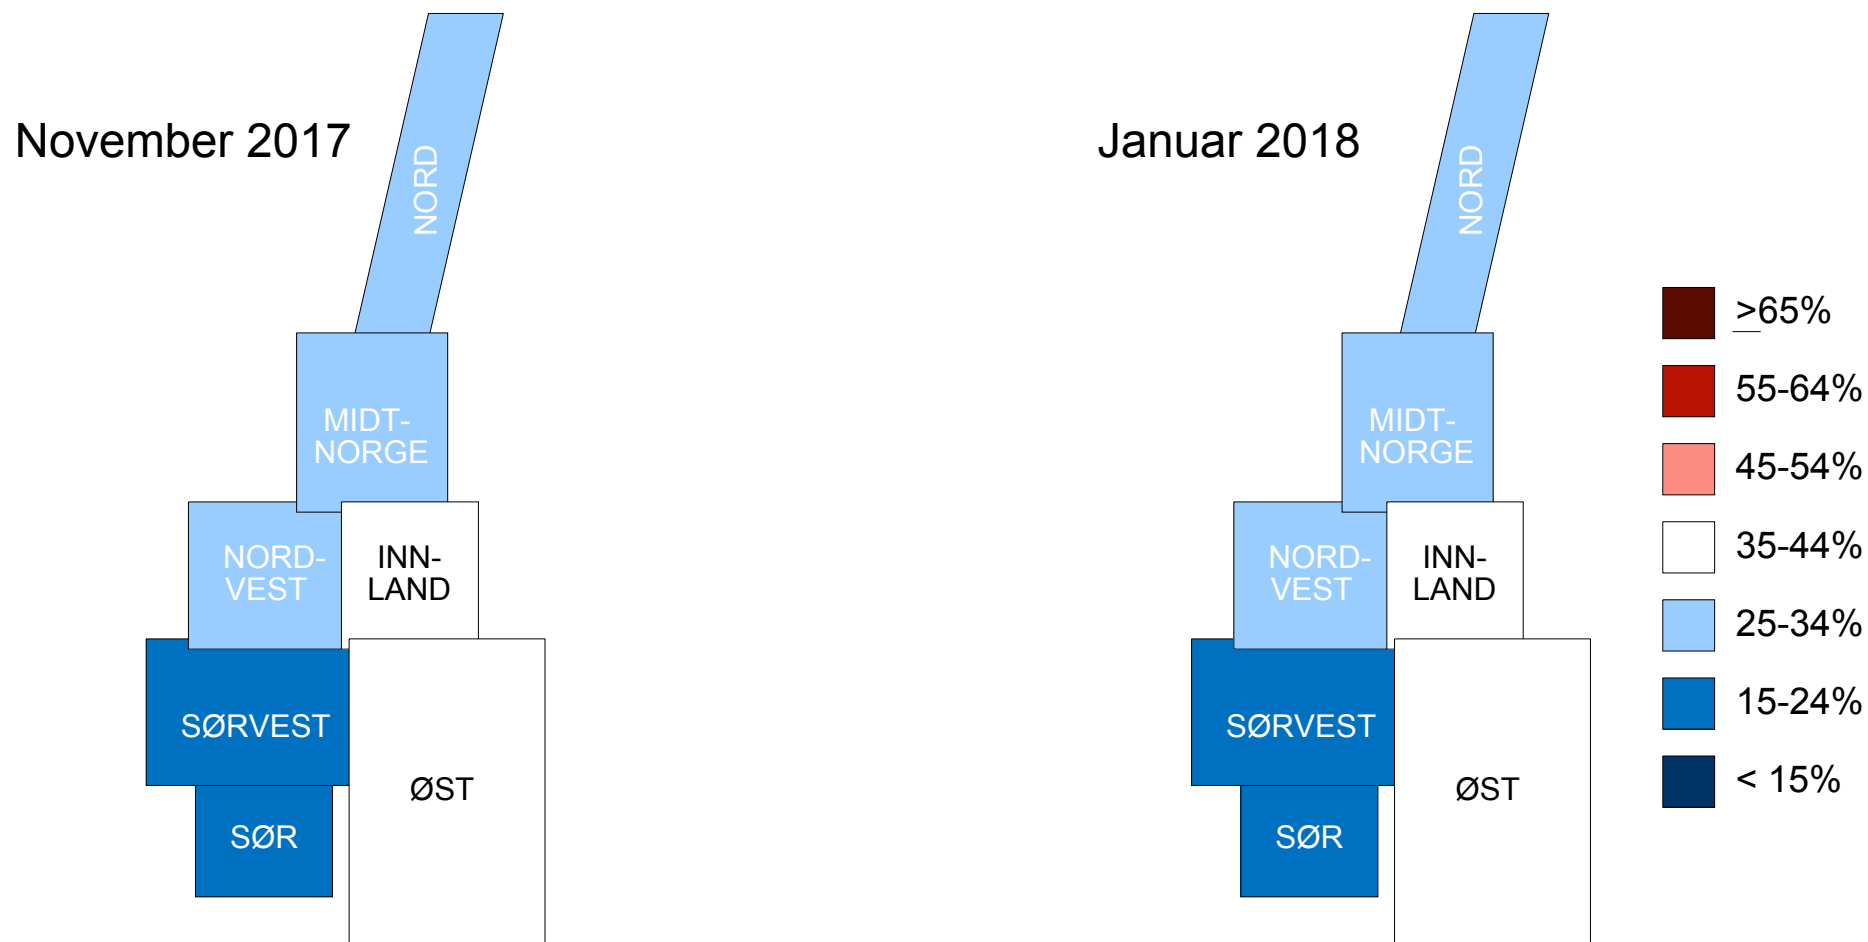 November 2017
NORD
MIDT-
NORGE
NORD-
VEST
INN-
LAND
SØRVEST
ØST
SØR
Januar 2018
NORD
MIDT-
NORGE
NORD-
VEST
INN-
LAND
SØRVEST
ØST
SØR
>65%
55-64%
45-54%
35-44%
25-34%
15-24%
< 15%